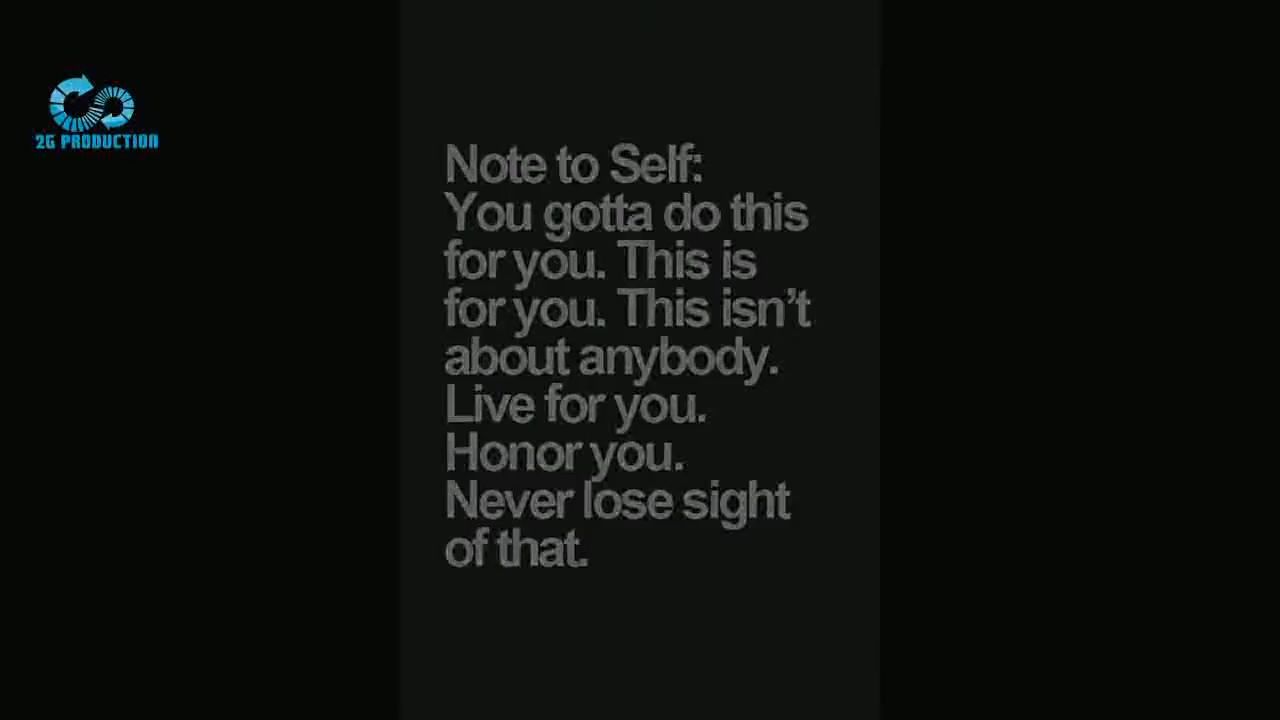 2G PRODUCTION
Note to Self:
You gotta do this
for you. This is
for you. This isn't
about anybody.
Live for you.
Honor you.
Never lose sight
of that.